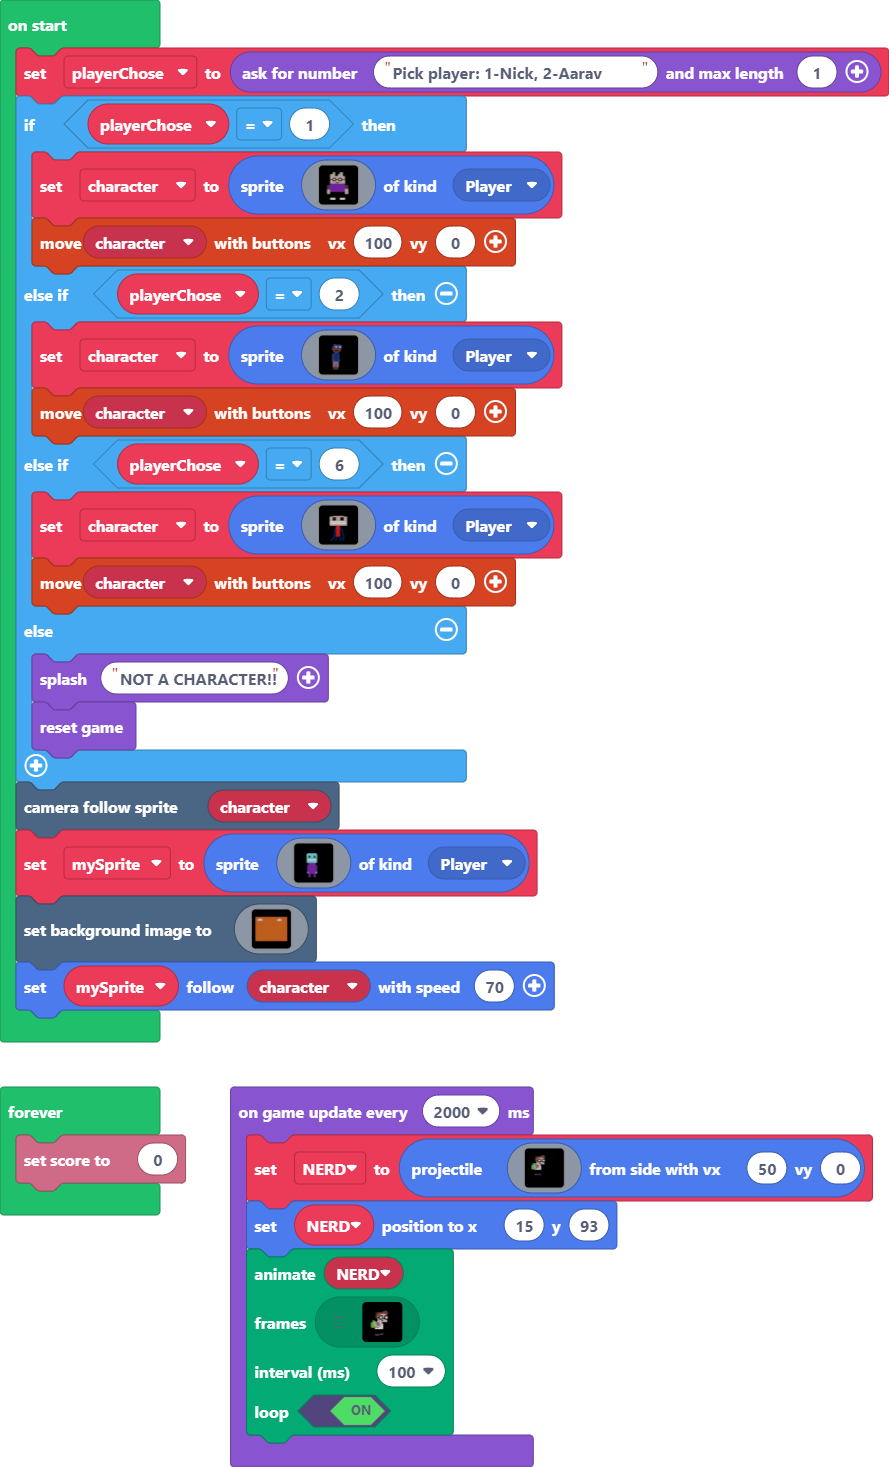 on start
set playerChose to ask for number "Pick player: 1-Nick, 2-Aarav " and max length 1
if playerChose = 1 then
set character to sprite of kind Player
move character with buttons vx 100 vy 0
else if playerChose = 2 then
set character to sprite of kind Player
move character with buttons vx 100 vy 0
else if playerChose = 6 then
set character to sprite of kind Player
move character with buttons vx 100 vy 0
else
splash "NOT A CHARACTER!!"
reset game
camera follow sprite character
set mySprite to sprite of kind Player
set background image to
set mySprite follow character with speed 70
forever
set score to 0
on game update every 2000 ms
set NERD to projectile from side with vx 50 vy 0
set NERD position to x 15 y 93
animate NERD
frames
interval (ms) 100
loop ON